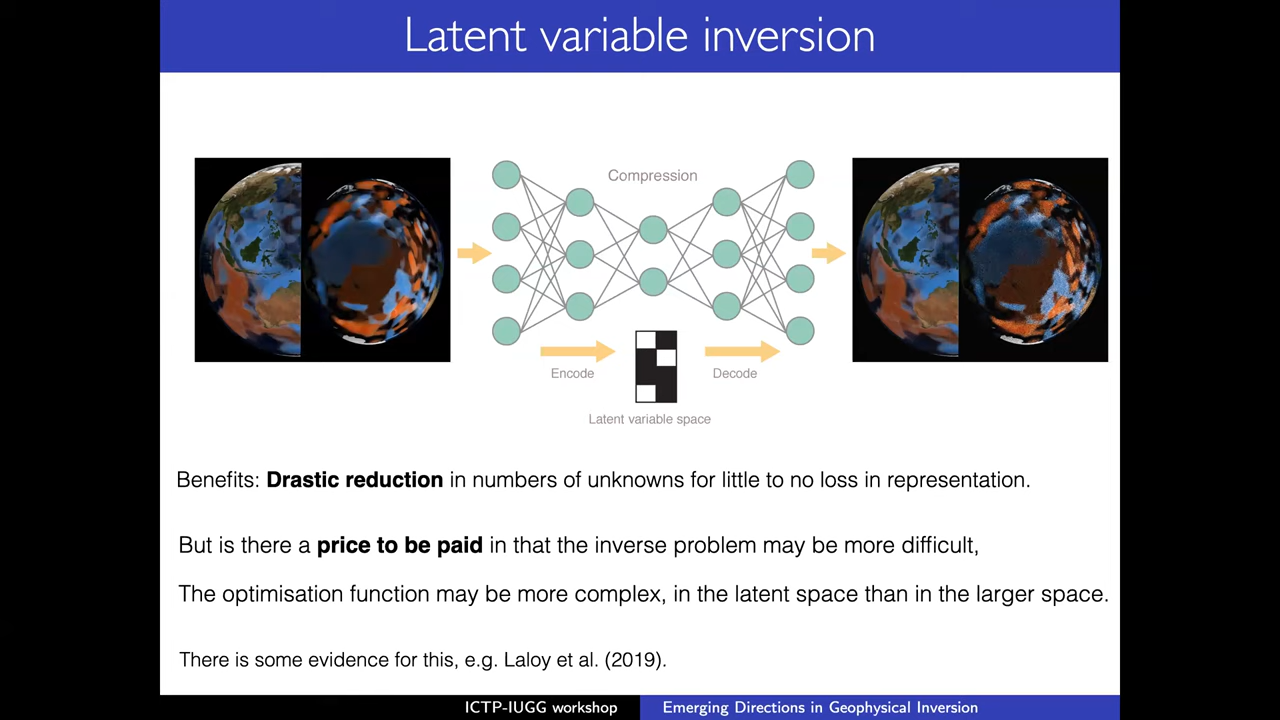 Latent variable inversion
Compression
Encode
Decode
Latent variable space
Benefits: Drastic reduction in numbers of unknowns for little to no loss in representation.
But is there a price to be paid in that the inverse problem may be more difficult,
The optimisation function may be more complex, in the latent space than in the larger space.
There is some evidence for this, e.g. Laloy et al. (2019).
ICTP-IUGG workshop
Emerging Directions in Geophysical Inversion